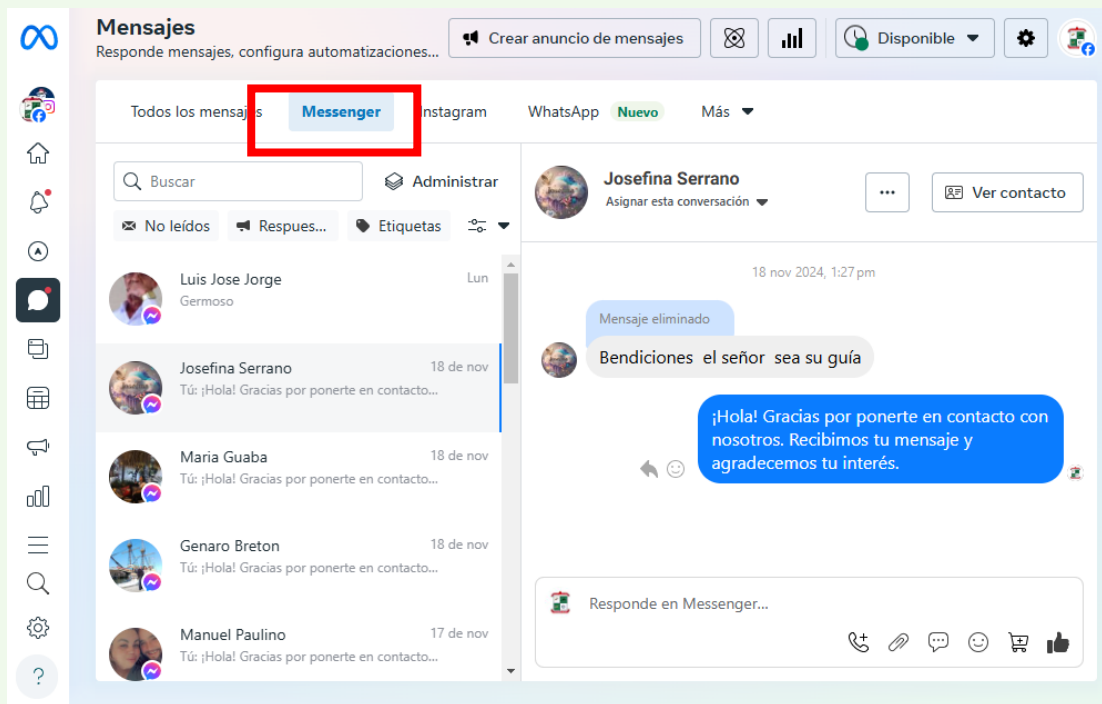 Mensajes
Responde mensajes, configura automatizaciones...
Crear anuncio de mensajes
Disponible
Todos los mensajes
Messenger
Instagram
WhatsApp Nuevo
Más
Buscar
Administrar
No leídos
Respues...
Etiquetas
Luis Jose Jorge
Lun
Germoso
Josefina Serrano
18 de nov
Tú: ¡Hola! Gracias por ponerte en contacto...
Maria Guaba
18 de nov
Tú: ¡Hola! Gracias por ponerte en contacto...
Genaro Breton
18 de nov
Tú: ¡Hola! Gracias por ponerte en contacto...
Manuel Paulino
17 de nov
Tú: ¡Hola! Gracias por ponerte en contacto...
?
Josefina Serrano
Asignar esta conversación
...
Ver contacto
18 nov 2024, 1:27 pm
Mensaje eliminado
Bendiciones el señor sea su guía
¡Hola! Gracias por ponerte en contacto con
nosotros. Recibimos tu mensaje y
agradecemos tu interés.
Responde en Messenger...